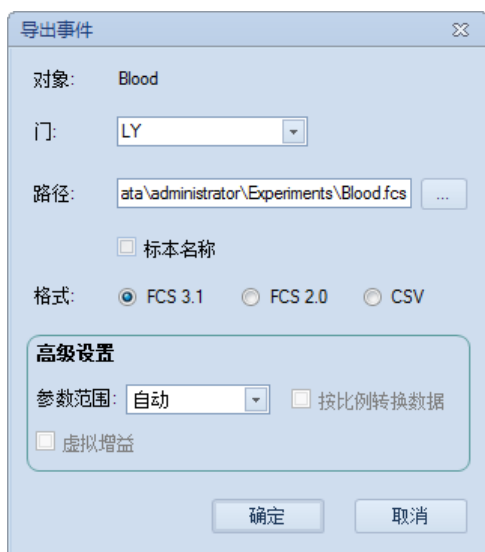 导出事件
对象: Blood
门: LY
路径: ata\administrator\Experiments\Blood.fcs ...
标本名称
格式: FCS 3.1 FCS 2.0 CSV
高级设置
参数范围: 自动 按比例转换数据
虚拟增益
确定 取消